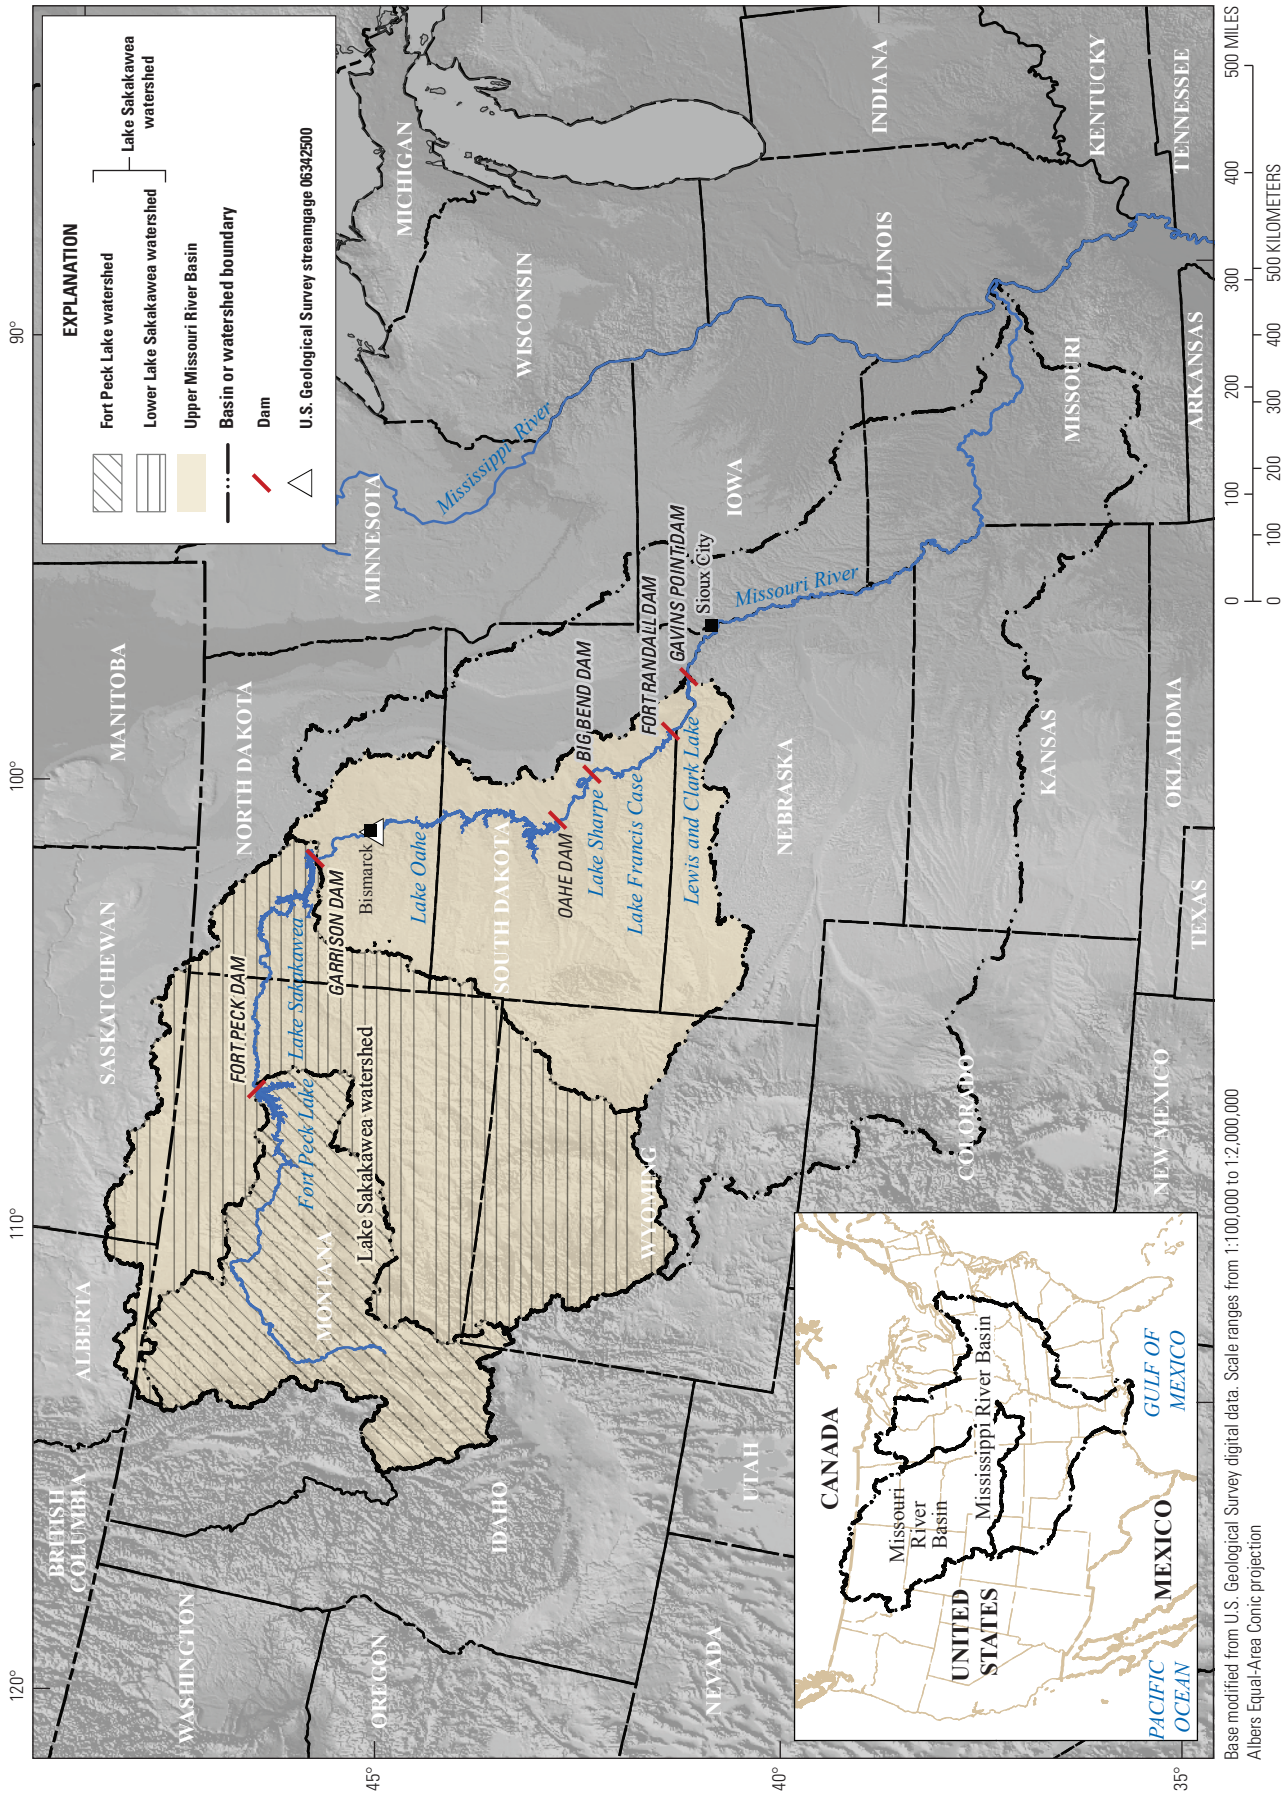 120°
110°
100°
90°
45°
40°
35°
BRITISH
COLUMBIA
ALBERTA
SASKATCHEWAN
MANITOBA
WASHINGTON
OREGON
IDAHO
NEVADA
UTAH
MONTANA
WYOMING
COLORADO
NEW MEXICO
NORTH DAKOTA
SOUTH DAKOTA
NEBRASKA
KANSAS
OKLAHOMA
TEXAS
MINNESOTA
IOWA
MISSOURI
ARKANSAS
WISCONSIN
ILLINOIS
MICHIGAN
INDIANA
KENTUCKY
TENNESSEE
FORT PECK DAM
Fort Peck Lake
Lake Sakakawea
GARRISON DAM
Lake Sakakawea watershed
Bismarck
Lake Oahe
OAHE DAM
Lake Sharpe
BIG BEND DAM
Lake Francis Case
FORT RANDALL DAM
Lewis and Clark Lake
GAVINS POINT DAM
Sioux City
Missouri River
Mississippi River
EXPLANATION
Fort Peck Lake watershed
Lower Lake Sakakawea watershed
Lake Sakakawea
watershed
Upper Missouri River Basin
Basin or watershed boundary
Dam
U.S. Geological Survey streamgage 06342500
CANADA
Missouri
River
Basin
Mississippi River Basin
UNITED
STATES
MEXICO
PACIFIC
OCEAN
GULF OF
MEXICO
Base modified from U.S. Geological Survey digital data. Scale ranges from 1:100,000 to 1:2,000,000
Albers Equal-Area Conic projection
0 100 200 300 400 500 MILES
0 100 200 300 400 500 KILOMETERS